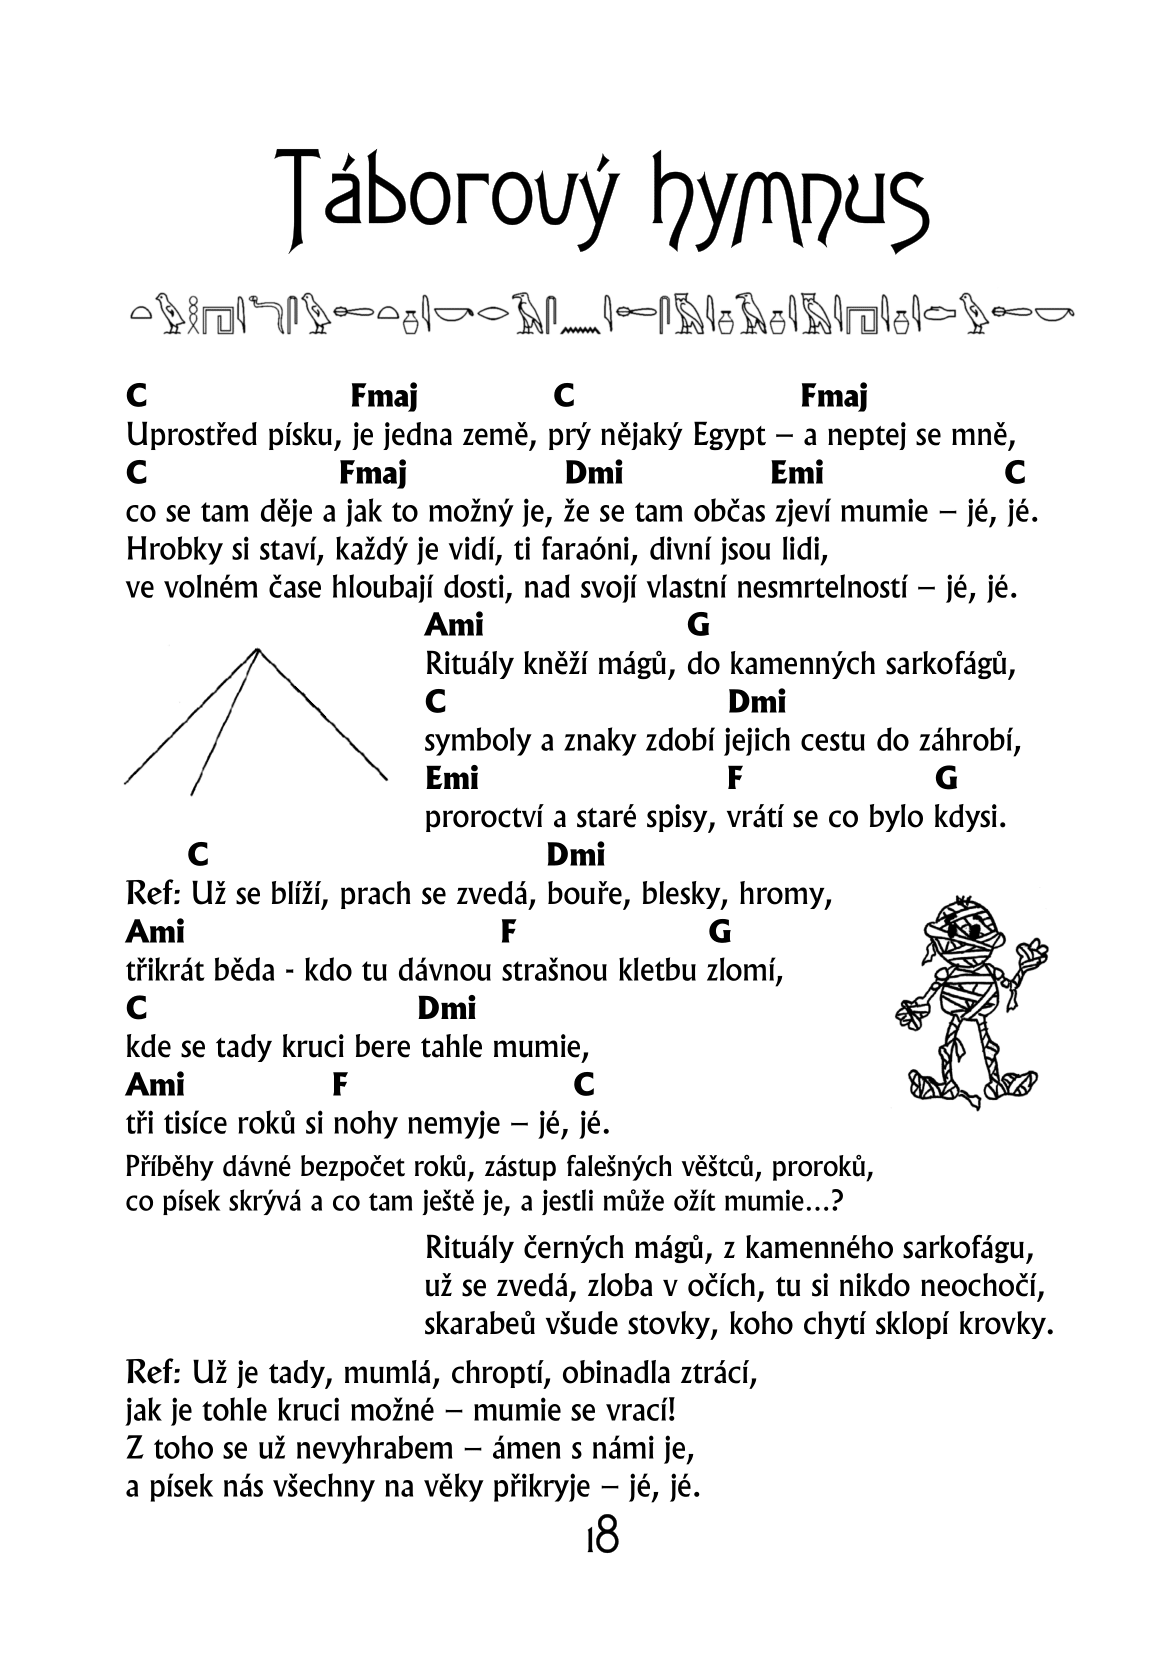 Táborový hymnus
C Fmaj C Fmaj
Uprostřed písku, je jedna země, prý nějaký Egypt – a neptej se mně,
C Fmaj Dmi Emi C
co se tam děje a jak to možný je, že se tam občas zjeví mumie – jé, jé.
Hrobky si staví, každý je vidí, ti faraóni, divní jsou lidi,
ve volném čase hloubají dosti, nad svojí vlastní nesmrtelností – jé, jé.
Ami G
Rituály kněží mágů, do kamenných sarkofágů,
C Dmi
symboly a znaky zdobí jejich cestu do záhrobí,
Emi F G
proroctví a staré spisy, vrátí se co bylo kdysi.
C Dmi
Ref: Už se blíží, prach se zvedá, bouře, blesky, hromy,
Ami F G
třikrát běda - kdo tu dávnou strašnou kletbu zlomí,
C Dmi
kde se tady kruci bere tahle mumie,
Ami F C
tři tisíce roků si nohy nemyje – jé, jé.
Příběhy dávné bezpočet roků, zástup falešných věštců, proroků,
co písek skrývá a co tam ještě je, a jestli může ožít mumie...?
Rituály černých mágů, z kamenného sarkofágu,
už se zvedá, zloba v očích, tu si nikdo neochočí,
skarabeů všude stovky, koho chytí sklopí krovky.
Ref: Už je tady, mumlá, chroptí, obinadla ztrácí,
jak je tohle kruci možné – mumie se vrací!
Z toho se už nevyhrabem – ámen s námi je,
a písek nás všechny na věky přikryje – jé, jé.
18